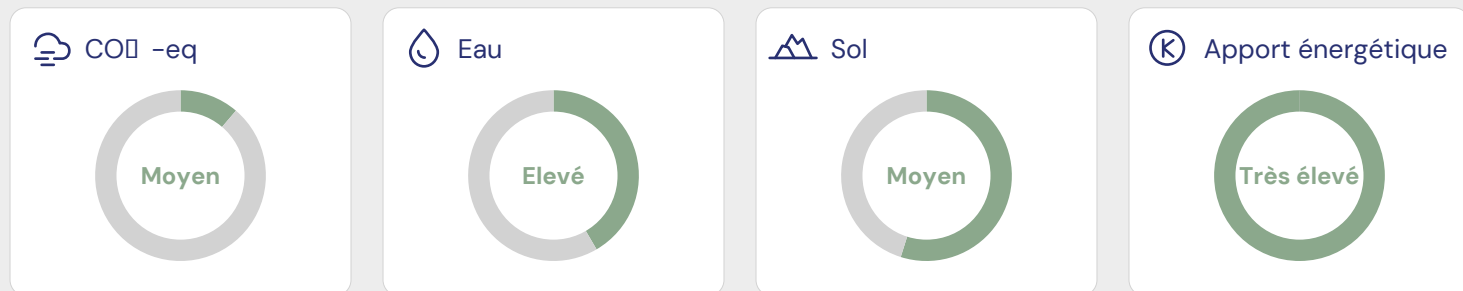 CO▯ -eq
Eau
Sol
Apport énergétique
Moyen
Elevé
Moyen
Très élevé